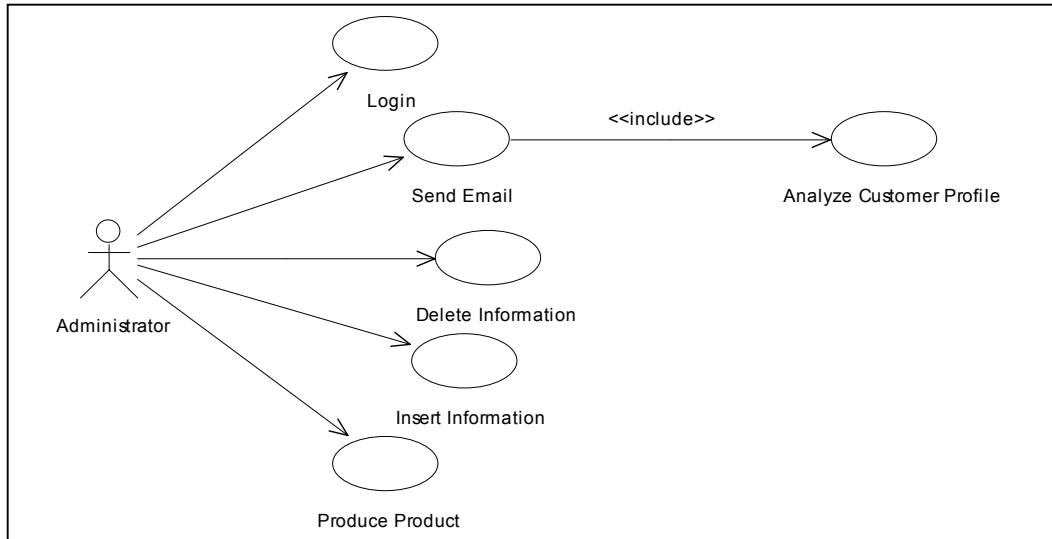 Login
<<include>>
Send Email
Analyze Customer Profile
Administrator
Delete Information
Insert Information
Produce Product